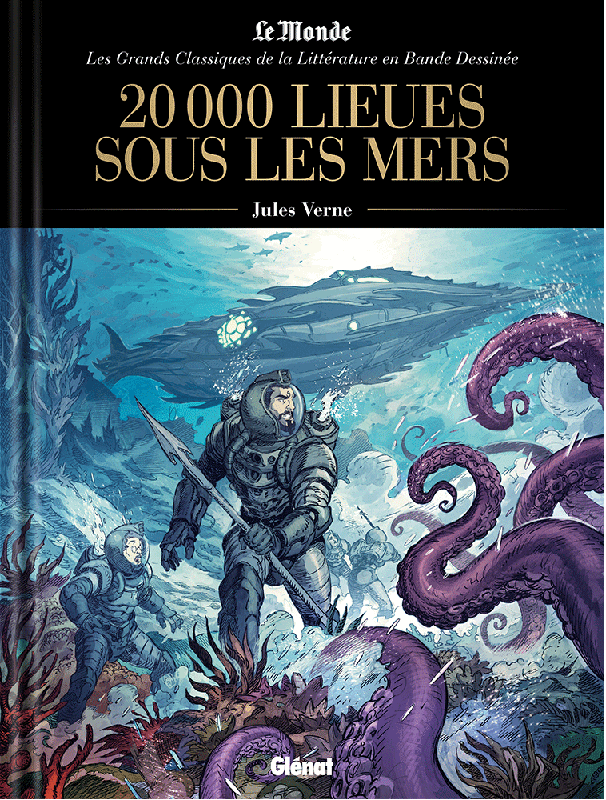 Le Monde
Les Grands Classiques de la Littérature en Bande Dessinée
20 000 LIEUES
SOUS LES MERS
Jules Verne
Glénat